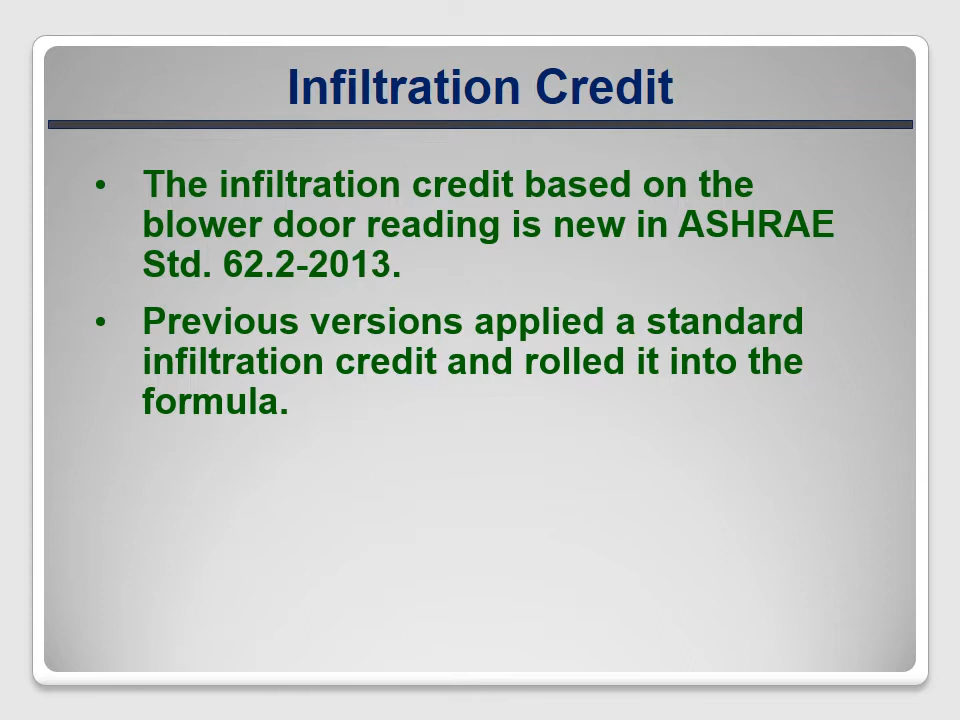 Infiltration Credit
• The infiltration credit based on the
blower door reading is new in ASHRAE
Std. 62.2-2013.
• Previous versions applied a standard
infiltration credit and rolled it into the
formula.